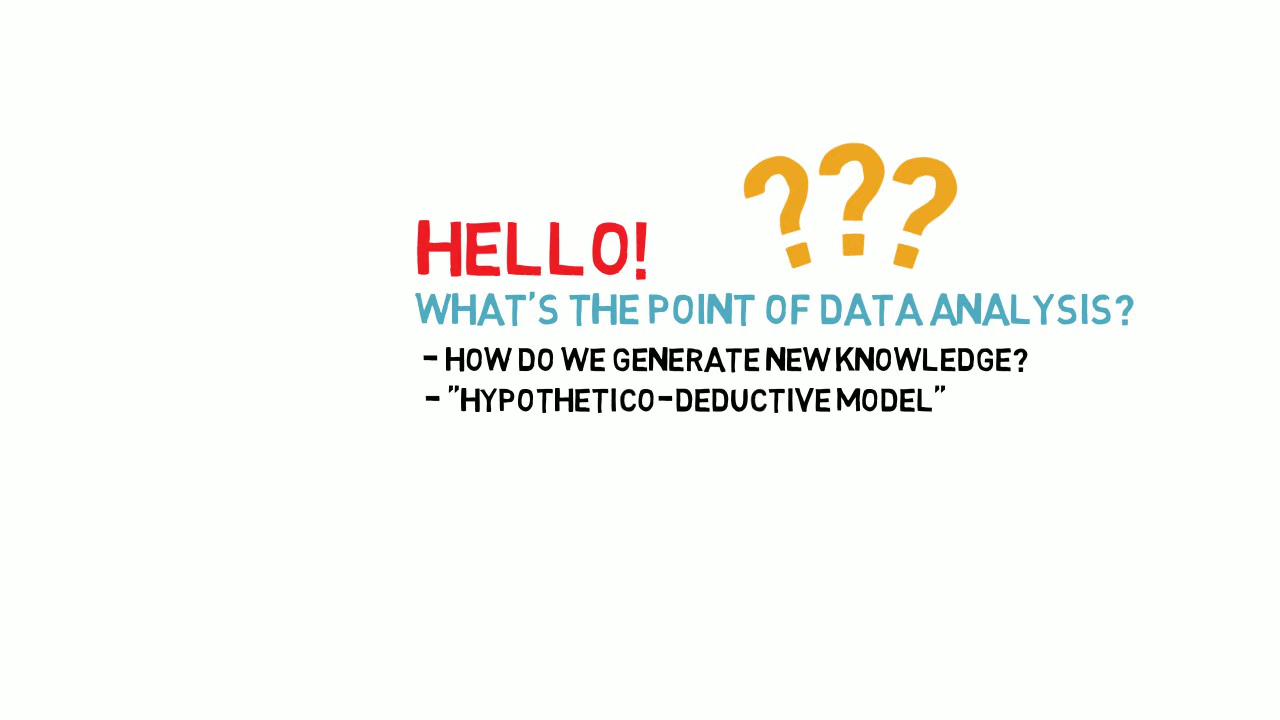 ???
HELLO!
WHAT'S THE POINT OF DATA ANALYSIS?
- HOW DO WE GENERATE NEW KNOWLEDGE?
- "HYPOTHETICO-DEDUCTIVE MODEL"